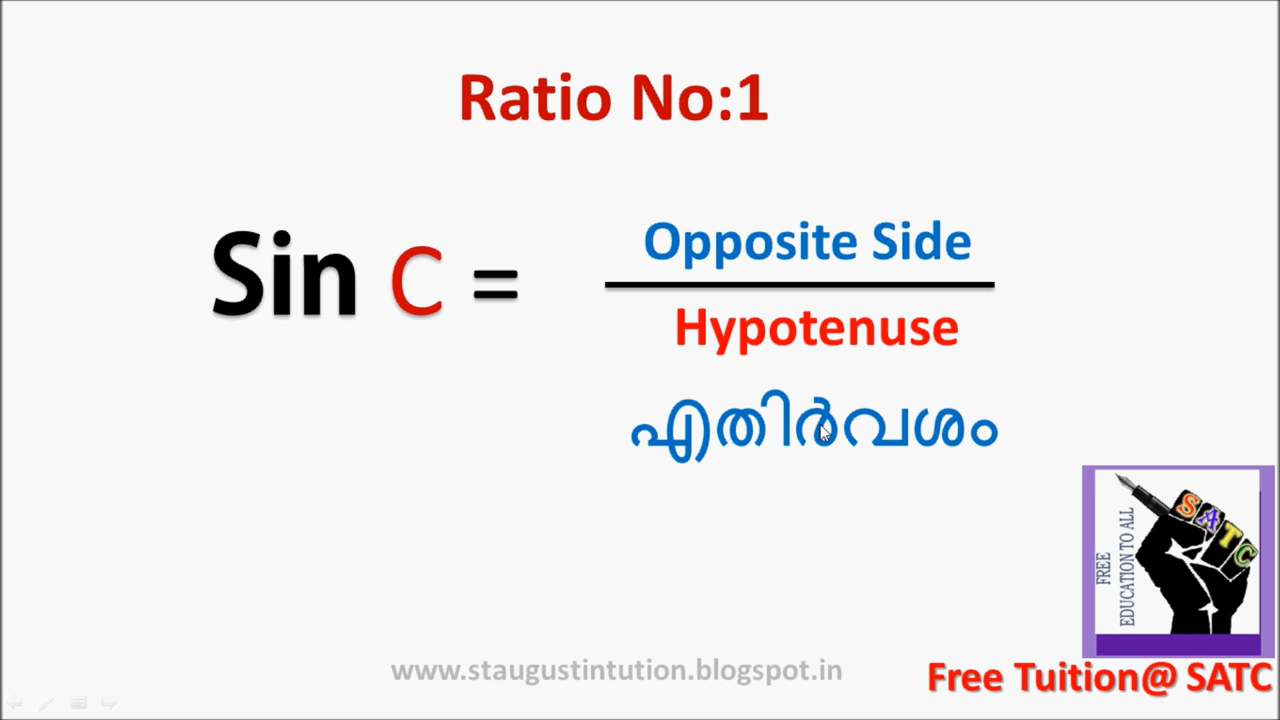 Ratio No:1
Sin C =
Opposite Side
Hypotenuse
എതിർവശം
FREE
EDUCATION TO ALL
SATC
www.staugustintution.blogspot.in
Free Tuition@ SATC